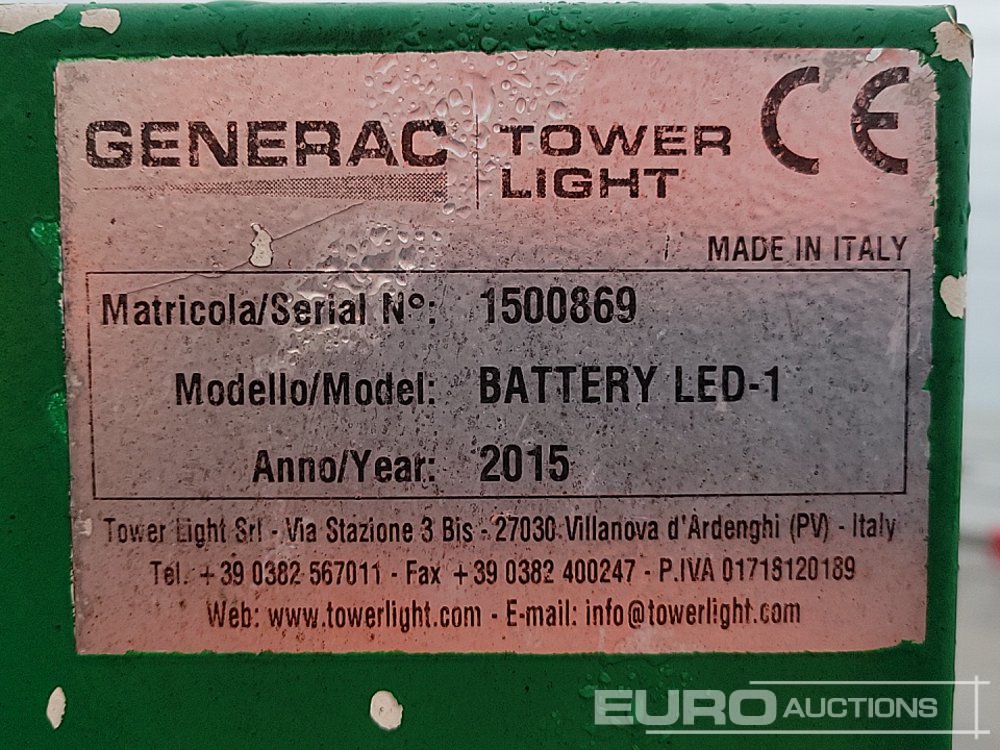 GENERAC
TOWER
LIGHT
CE
MADE IN ITALY
Matricola/Serial N°: 1500869
Modello/Model: BATTERY LED-1
Anno/Year: 2015
Tower Light Srl - Via Stazione 3 Bis - 27030 Villanova d'Ardenghi (PV) - Italy
Tel. +39 0382 567011 - Fax +39 0382 400247 - P.IVA 01718120189
Web: www.towerlight.com - E-mail: info@towerlight.com
EURO AUCTIONS